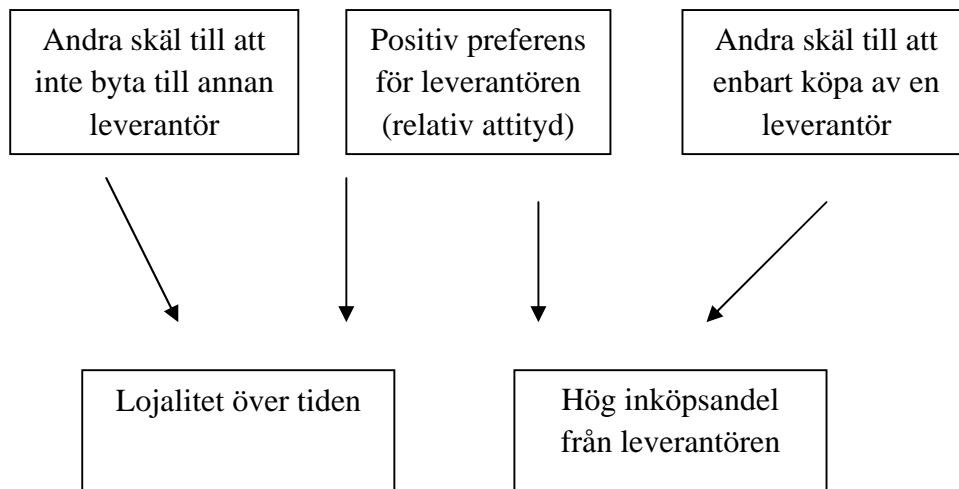 Andra skäl till att
inte byta till annan
leverantör
Positiv preferens
för leverantören
(relativ attityd)
Andra skäl till att
enbart köpa av en
leverantör
Lojalitet över tiden
Hög inköpsandel
från leverantören